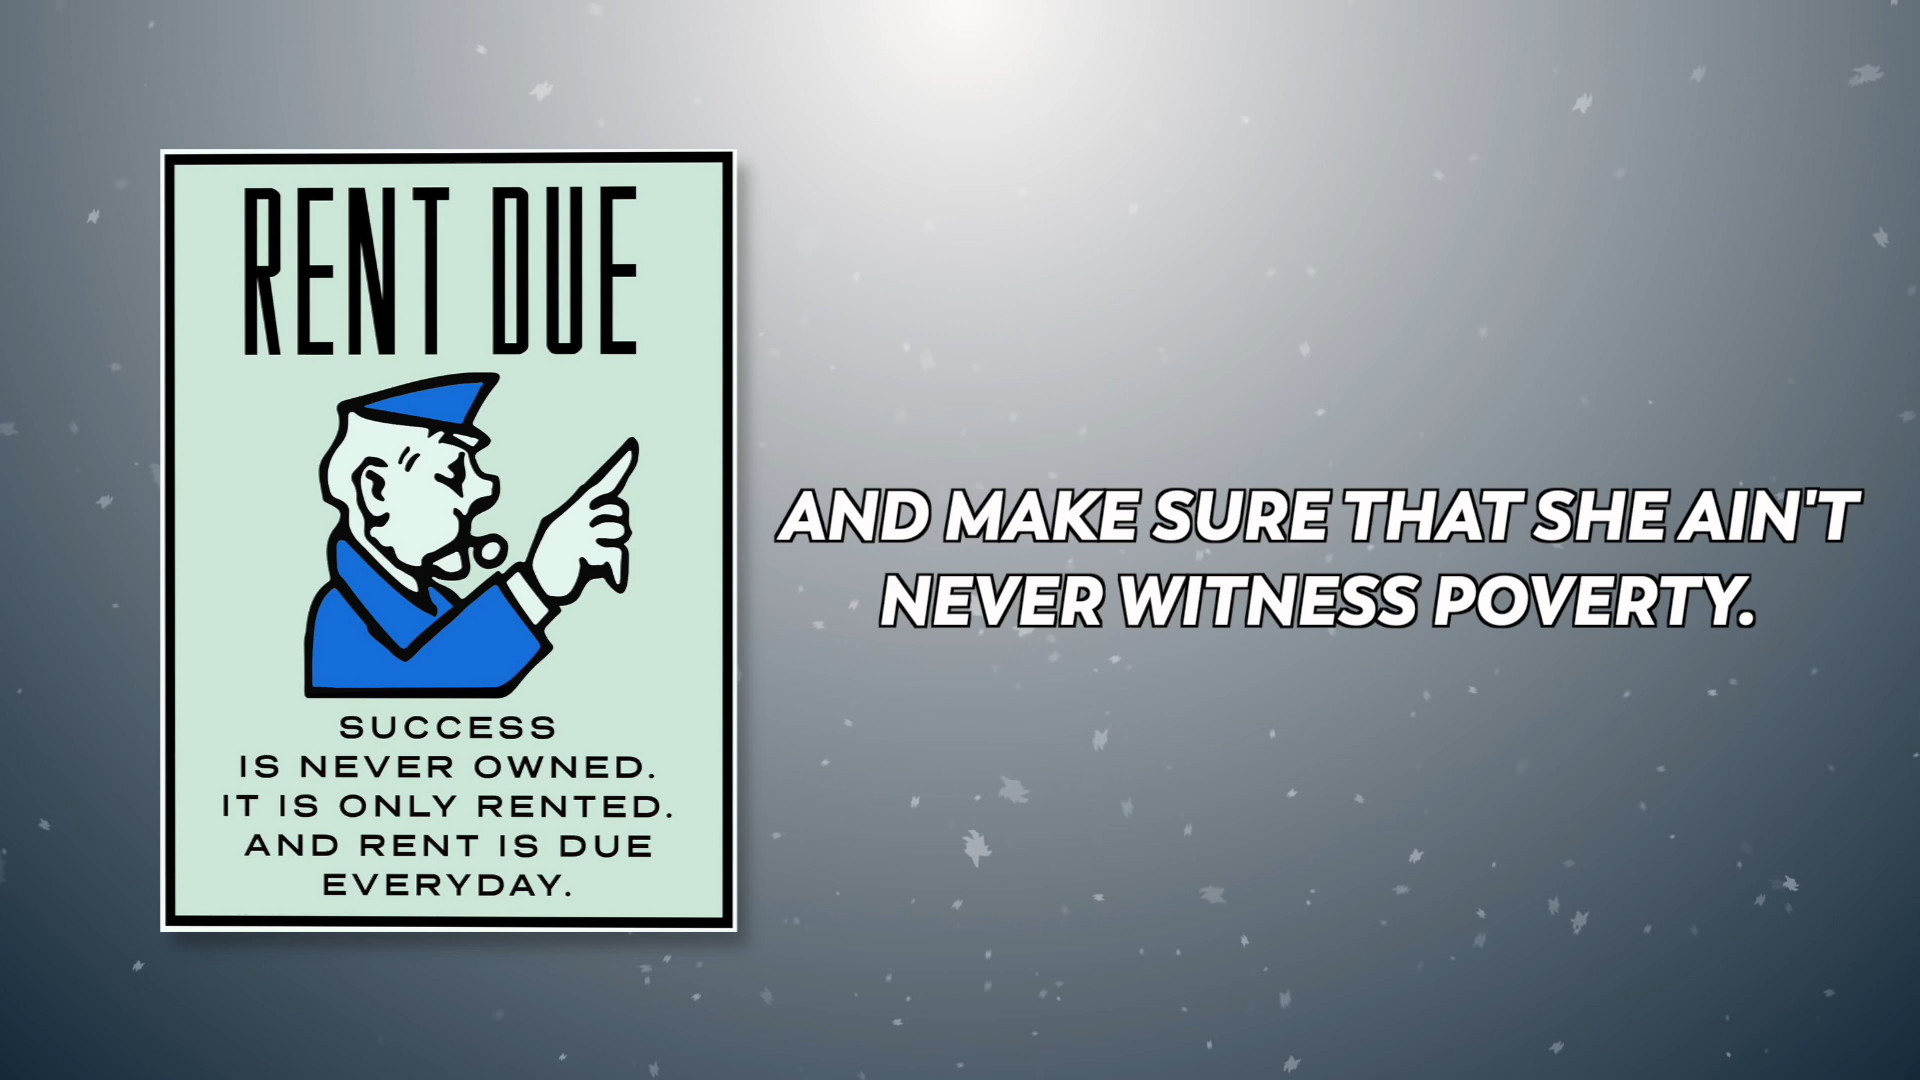 RENT DUE
SUCCESS
IS NEVER OWNED.
IT IS ONLY RENTED.
AND RENT IS DUE
EVERYDAY.
AND MAKE SURE THAT SHE AIN'T
NEVER WITNESS POVERTY.